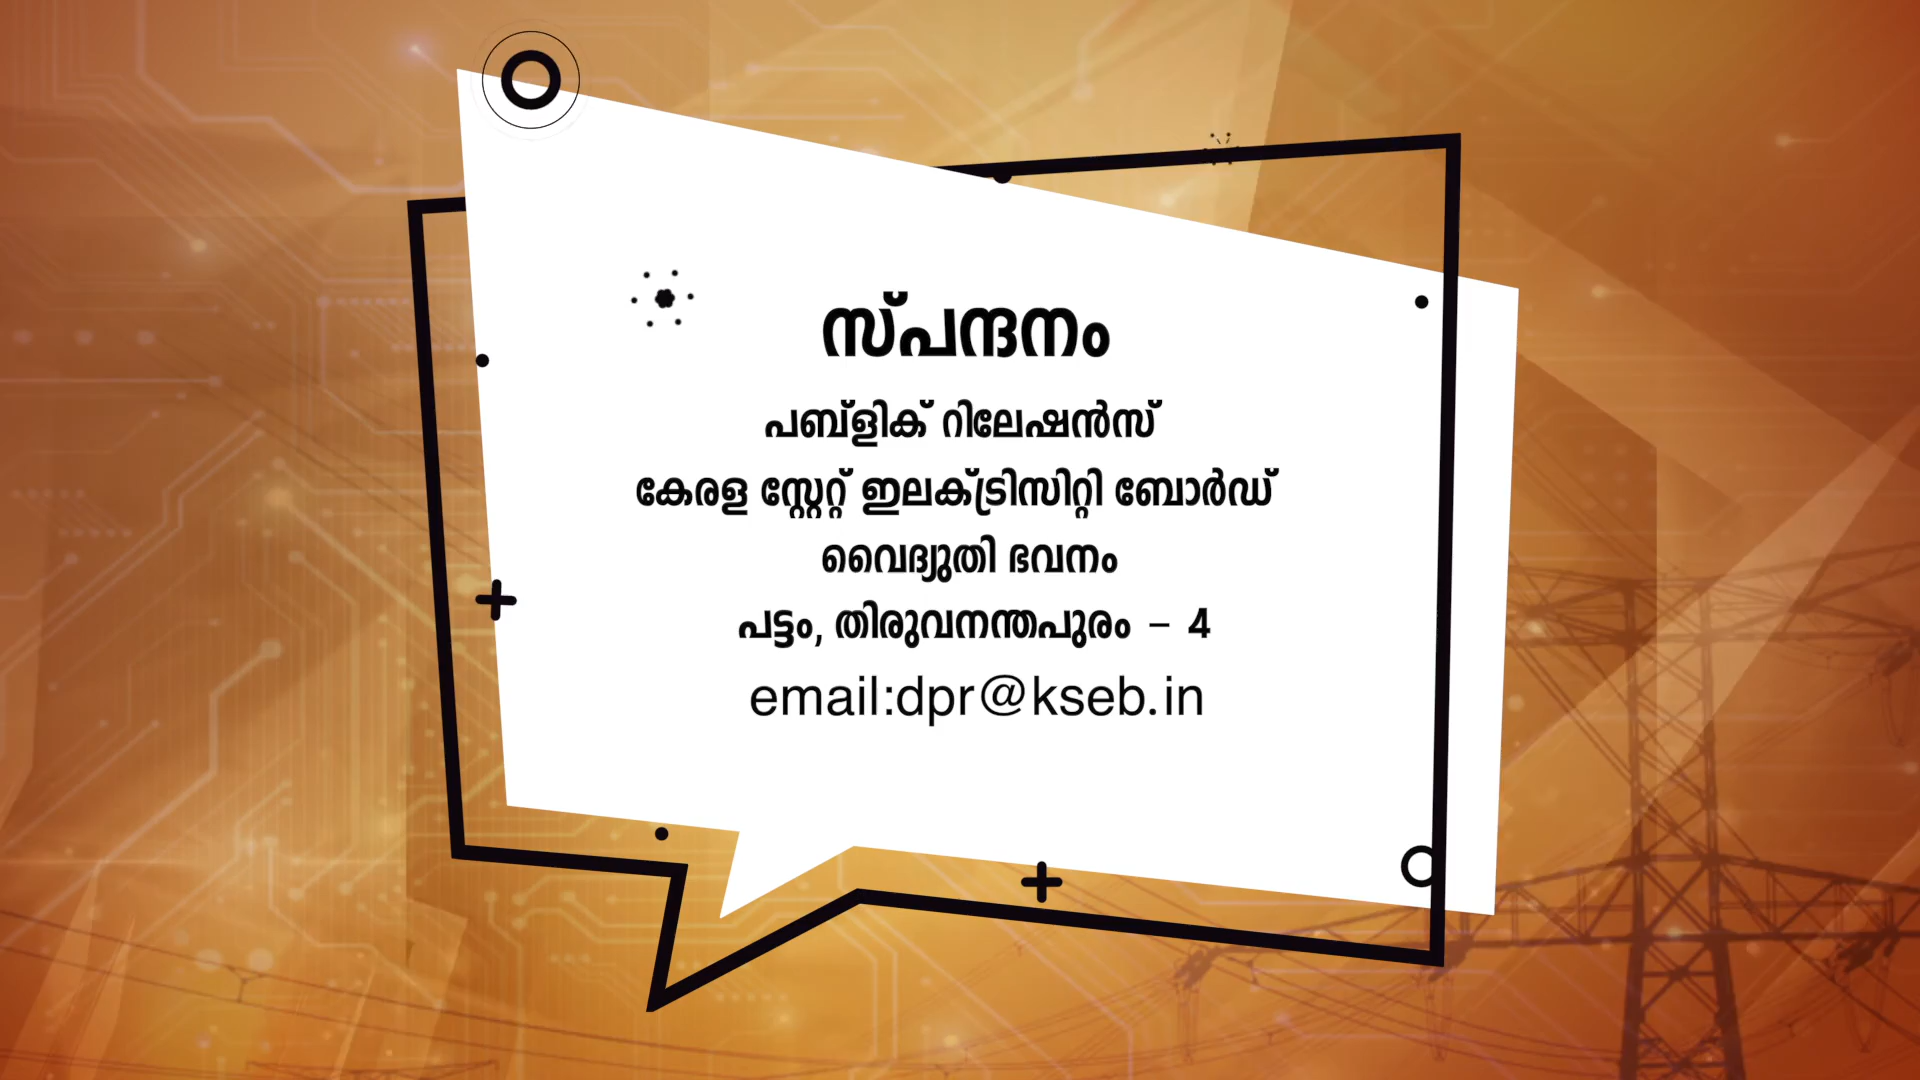 സ്പന്ദനം
പബ്ളിക് റിലേഷൻസ്
കേരള സ്റ്റേറ്റ് ഇലക്ട്രിസിറ്റി ബോർഡ്
വൈദ്യുതി ഭവനം
പട്ടം, തിരുവനന്തപുരം – 4
email:dpr@kseb.in